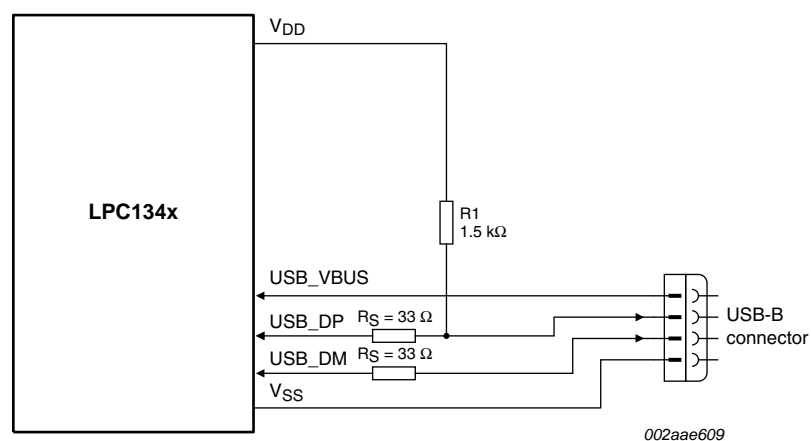 VDD
LPC134x
R1
1.5 kΩ
USB_VBUS
USB_DP RS = 33 Ω
USB-B
connector
USB_DM RS = 33 Ω
VSS
002aae609